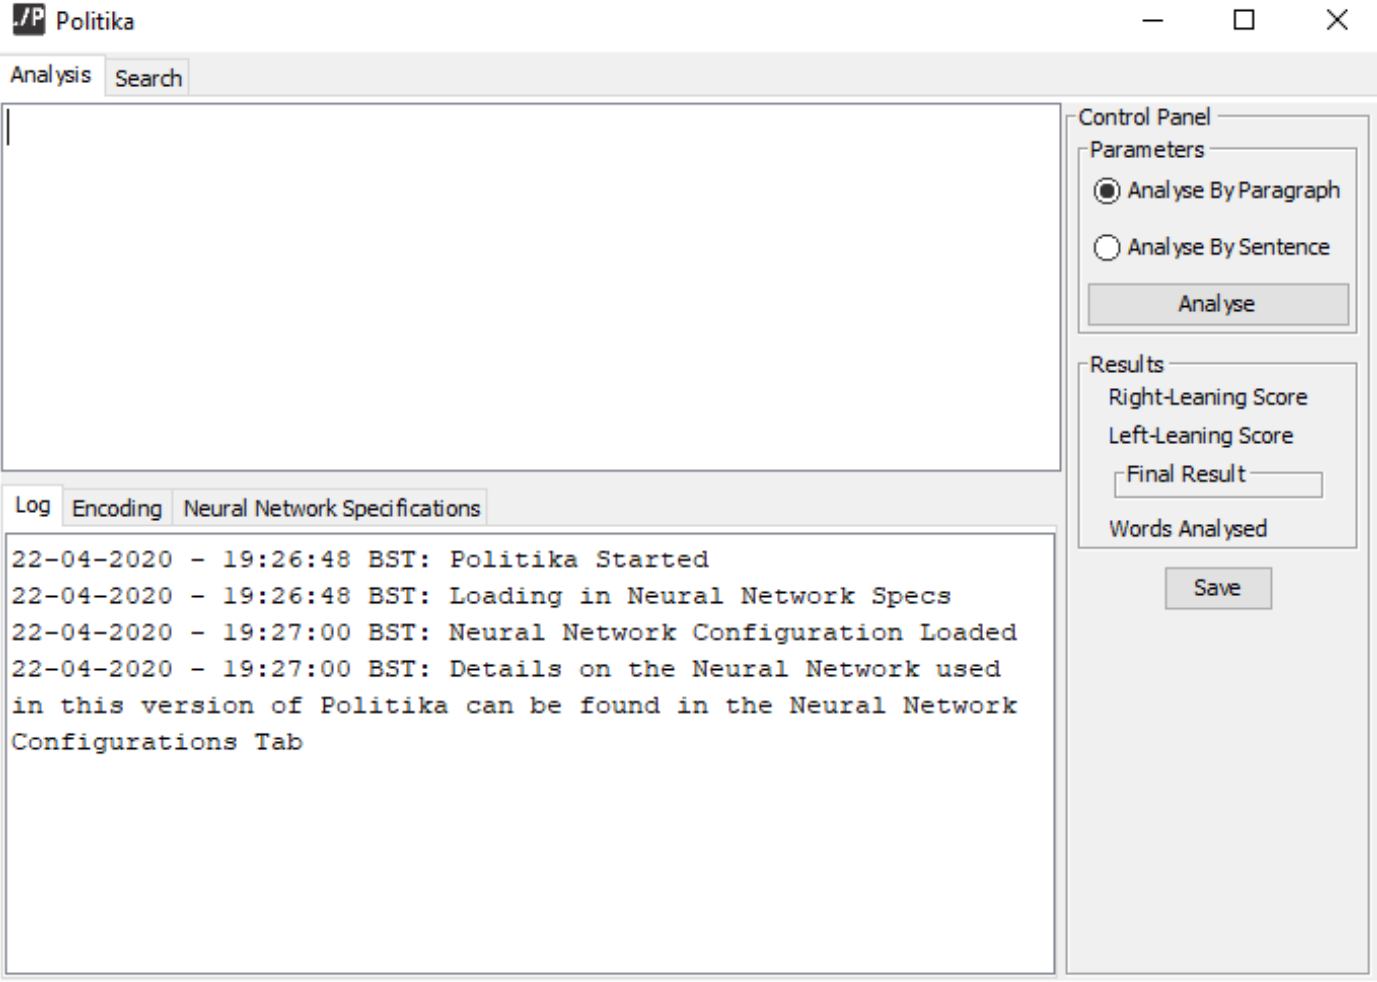 ./P Politika
Analysis Search
Control Panel
Parameters
Analyse By Paragraph
Analyse By Sentence
Analyse
Results
Right-Leaning Score
Left-Leaning Score
Final Result
Words Analysed
Save
Log Encoding Neural Network Specifications
22-04-2020 - 19:26:48 BST: Politika Started
22-04-2020 - 19:26:48 BST: Loading in Neural Network Specs
22-04-2020 - 19:27:00 BST: Neural Network Configuration Loaded
22-04-2020 - 19:27:00 BST: Details on the Neural Network used
in this version of Politika can be found in the Neural Network
Configurations Tab